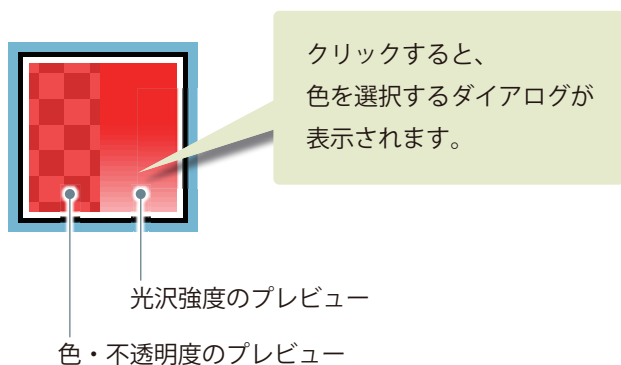 クリックすると、
色を選択するダイアログが
表示されます。
光沢強度のプレビュー
色・不透明度のプレビュー